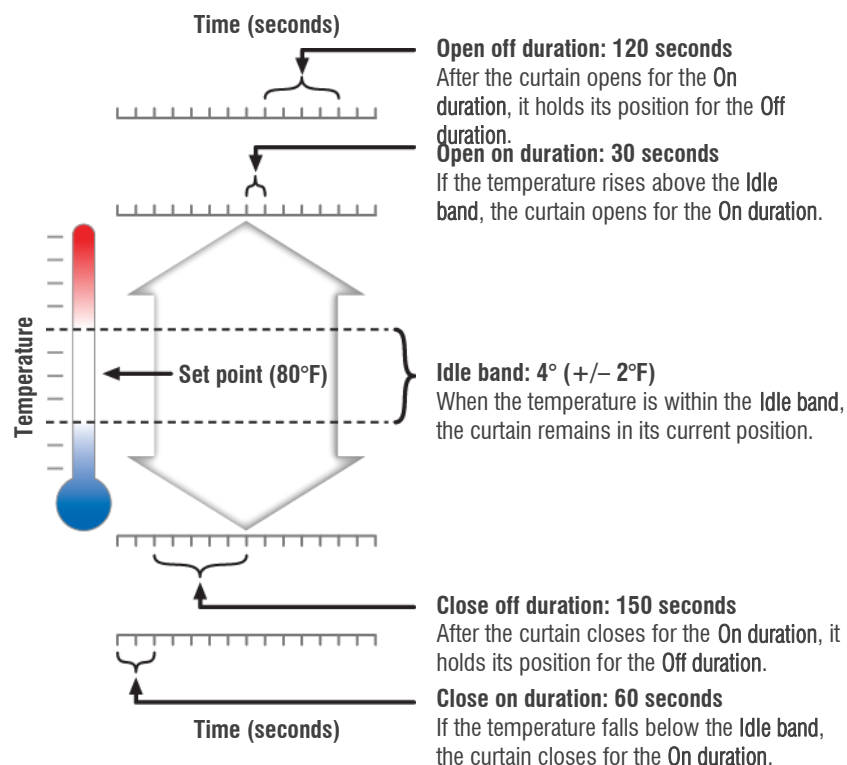 Time (seconds)
Open off duration: 120 seconds
After the curtain opens for the On
duration, it holds its position for the Off
duration.
Open on duration: 30 seconds
If the temperature rises above the Idle
band, the curtain opens for the On duration.
Temperature
Set point (80°F)
Idle band: 4° (+/– 2°F)
When the temperature is within the Idle band,
the curtain remains in its current position.
Close off duration: 150 seconds
After the curtain closes for the On duration, it
holds its position for the Off duration.
Close on duration: 60 seconds
If the temperature falls below the Idle band,
the curtain closes for the On duration.
Time (seconds)